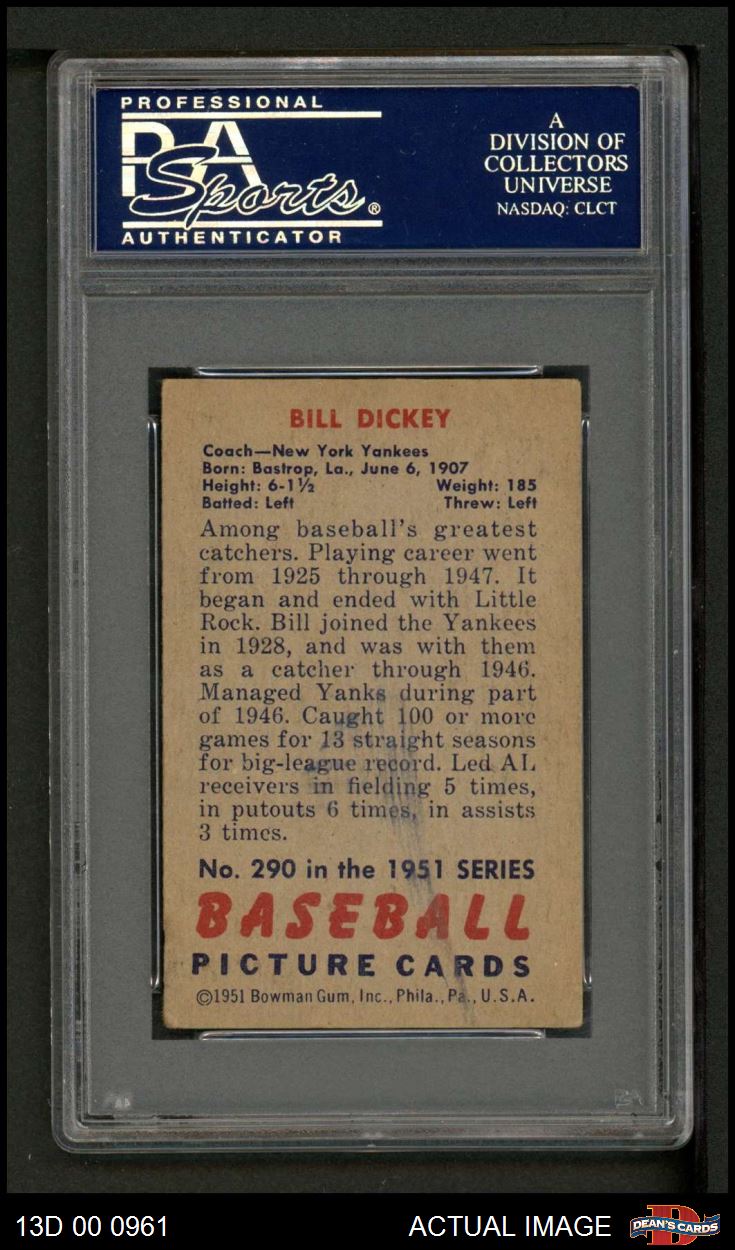 PROFESSIONAL
PSA
Sports®
AUTHENTICATOR
A
DIVISION OF
COLLECTORS
UNIVERSE
NASDAQ: CLCT
BILL DICKEY
Coach—New York Yankees
Born: Bastrop, La., June 6, 1907
Height: 6-1½ Weight: 185
Batted: Left Threw: Left
Among baseball's greatest
catchers. Playing career went
from 1925 through 1947. It
began and ended with Little
Rock. Bill joined the Yankees
in 1928, and was with them
as a catcher through 1946.
Managed Yanks during part
of 1946. Caught 100 or more
games for 13 straight seasons
for big-league record. Led AL
receivers in fielding 5 times,
in putouts 6 times, in assists
3 times.
No. 290 in the 1951 SERIES
BASEBALL
PICTURE CARDS
©1951 Bowman Gum, Inc., Phila., Pa., U.S.A.
13D 00 0961 ACTUAL IMAGE
D
DEAN'S CARDS